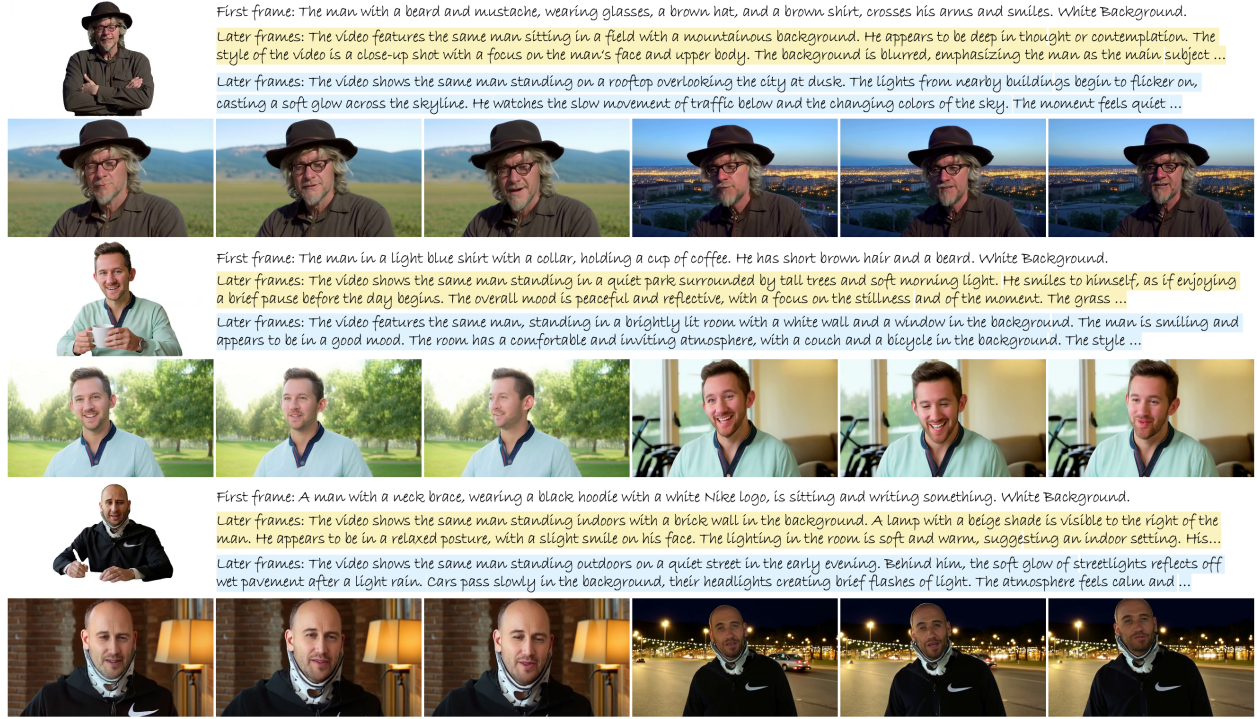 First frame: The man with a beard and mustache, wearing glasses, a brown hat, and a brown shirt, crosses his arms and smiles. White Background.
Later frames: The video features the same man sitting in a field with a mountainous background. He appears to be deep in thought or contemplation. The
style of the video is a close-up shot with a focus on the man's face and upper body. The background is blurred, emphasizing the man as the main subject ...
Later frames: The video shows the same man standing on a rooftop overlooking the city at dusk. The lights from nearby buildings begin to flicker on,
casting a soft glow across the skyline. He watches the slow movement of traffic below and the changing colors of the sky. The moment feels quiet ...
First frame: The man in a light blue shirt with a collar, holding a cup of coffee. He has short brown hair and a beard. White Background.
Later frames: The video shows the same man standing in a quiet park surrounded by tall trees and soft morning light. He smiles to himself, as if enjoying
a brief pause before the day begins. The overall mood is peaceful and reflective, with a focus on the stillness and of the moment. The grass ...
Later frames: The video features the same man, standing in a brightly lit room with a white wall and a window in the background. The man is smiling and
appears to be in a good mood. The room has a comfortable and inviting atmosphere, with a couch and a bicycle in the background. The style ...
First frame: A man with a neck brace, wearing a black hoodie with a white Nike logo, is sitting and writing something. White Background.
Later frames: The video shows the same man standing indoors with a brick wall in the background. A lamp with a beige shade is visible to the right of the
man. He appears to be in a relaxed posture, with a slight smile on his face. The lighting in the room is soft and warm, suggesting an indoor setting. His...
Later frames: The video shows the same man standing outdoors on a quiet street in the early evening. Behind him, the soft glow of streetlights reflects off
wet pavement after a light rain. Cars pass slowly in the background, their headlights creating brief flashes of light. The atmosphere feels calm and ...